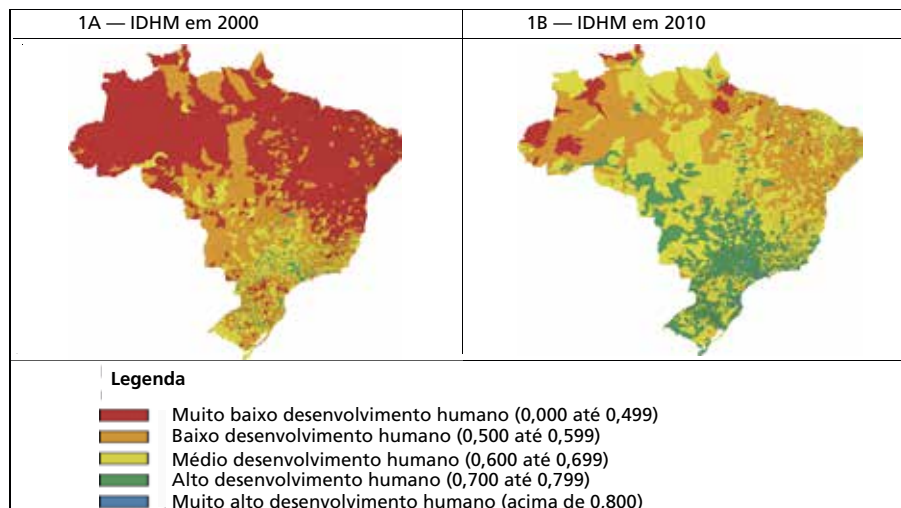 1A — IDHM em 2000
1B — IDHM em 2010
Legenda
Muito baixo desenvolvimento humano (0,000 até 0,499)
Baixo desenvolvimento humano (0,500 até 0,599)
Médio desenvolvimento humano (0,600 até 0,699)
Alto desenvolvimento humano (0,700 até 0,799)
Muito alto desenvolvimento humano (acima de 0,800)